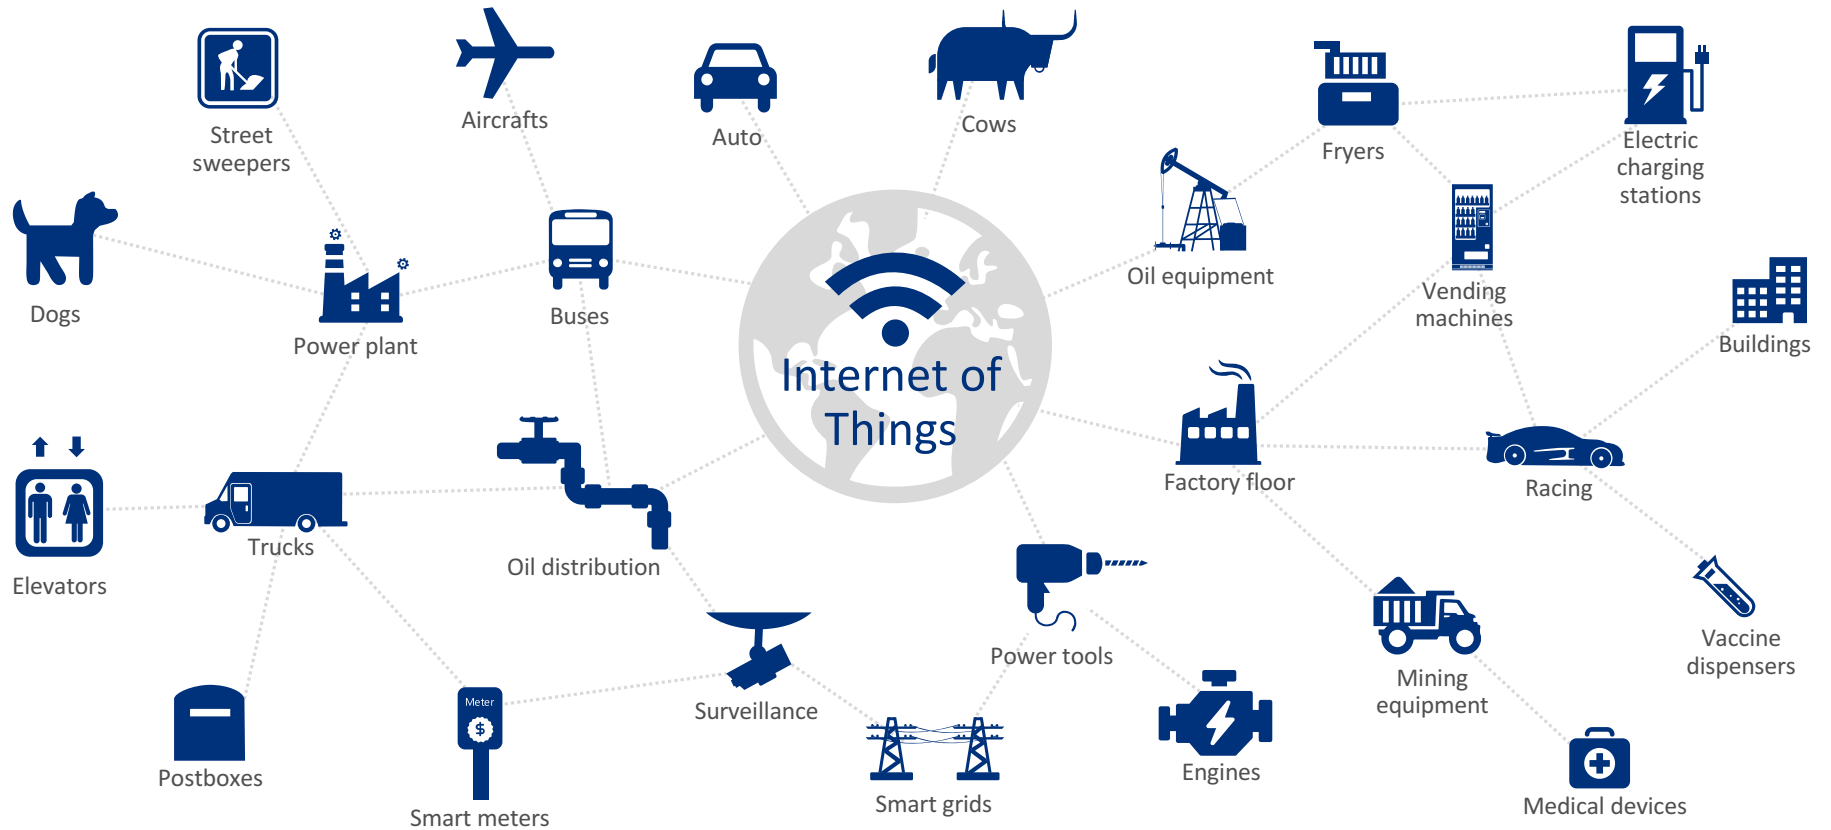 Street
sweepers
Aircrafts
Auto
Cows
Fryers
Electric
charging
stations
Dogs
Power plant
Buses
Oil equipment
Vending
machines
Buildings
Internet of
Things
Elevators
Trucks
Oil distribution
Factory floor
Racing
Power tools
Mining
equipment
Vaccine
dispensers
Postboxes
Meter
$
Smart meters
Surveillance
Smart grids
Engines
Medical devices